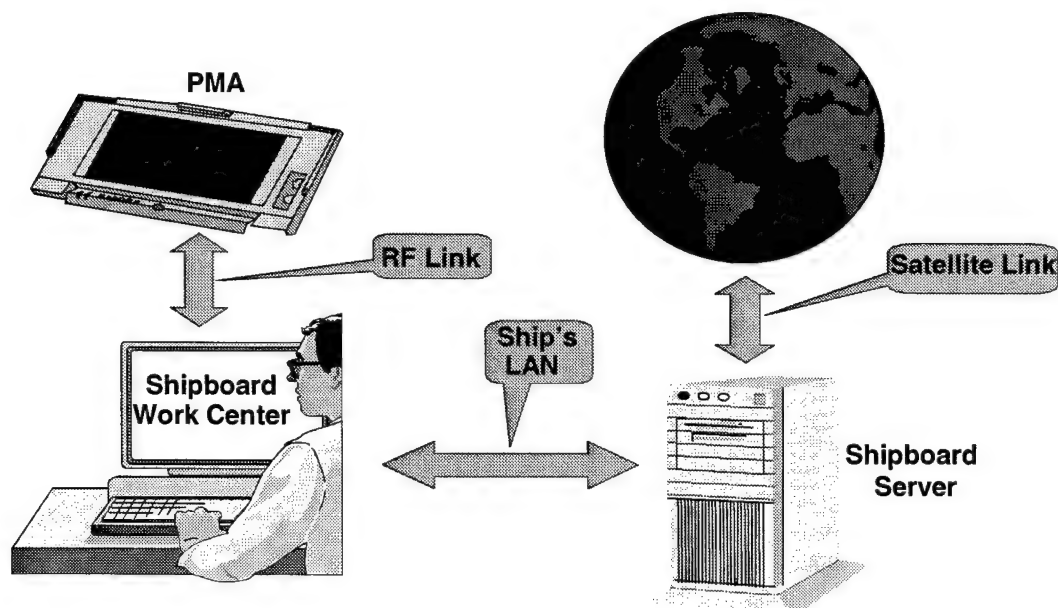 PMA
RF Link
Satellite Link
Ship's
LAN
Shipboard
Work Center
Shipboard
Server